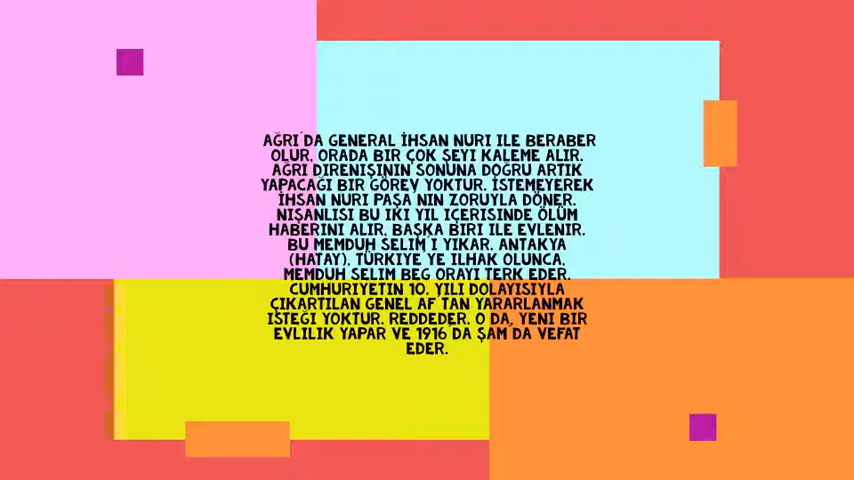 AĞRI'DA GENERAL İHSAN NURI ILE BERABER
OLUR. ORADA BIR ÇOK ŞEYI KALEME ALIR.
AĞRI DIRENIŞININ SONUNA DOĞRU ARTIK
YAPACAĞI BIR GÖREV YOKTUR. İSTEMEYEREK
İHSAN NURI PAŞA'NIN ZORUYLA DÖNER.
NIŞANLISI BU IKI YIL IÇERISINDE ÖLÜM
HABERINI ALIR, BAŞKA BIRI ILE EVLENIR.
BU MEMDUH SELIM'I YIKAR. ANTAKYA
(HATAY), TÜRKIYE'YE ILHAK OLUNCA,
MEMDUH SELIM BEG ORAYI TERK EDER.
CUMHURIYETIN 10. YILI DOLAYISIYLA
ÇIKARTILAN GENEL AF'TAN YARARLANMAK
ISTEĞI YOKTUR. REDDEDER. O DA, YENI BIR
EVLILIK YAPAR VE 1916'DA ŞAM'DA VEFAT
EDER.